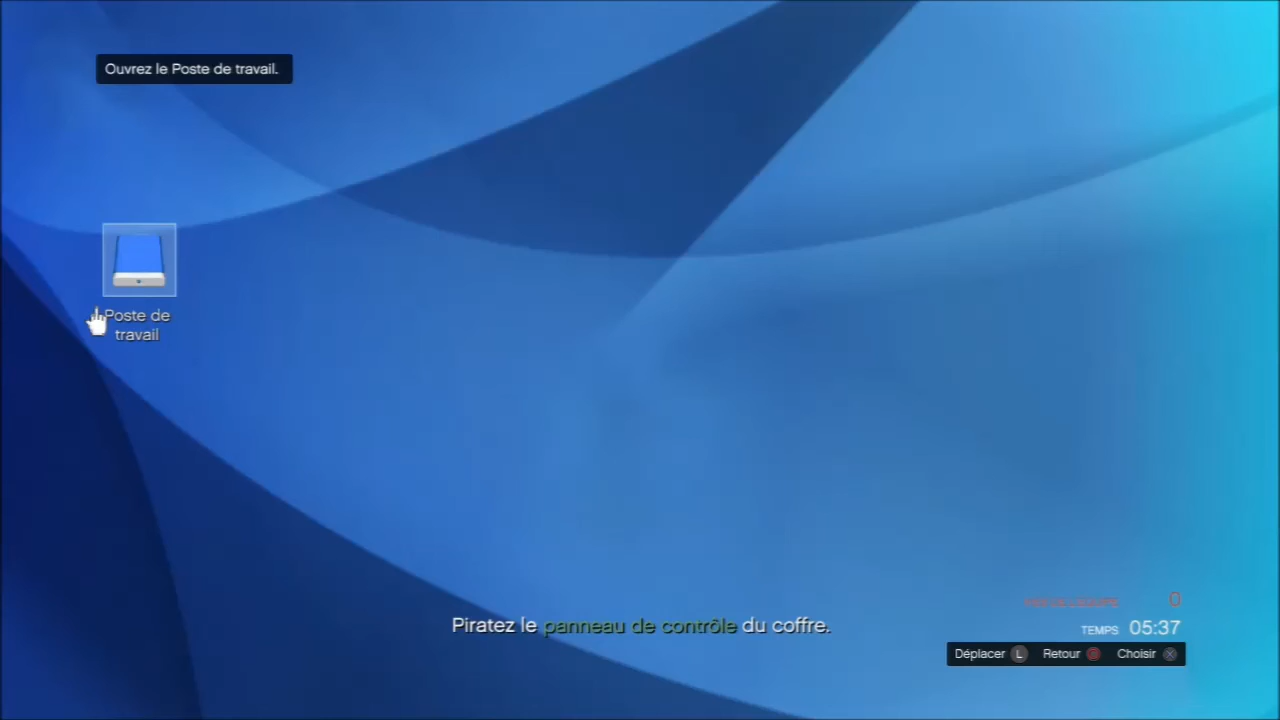 Ouvrez le Poste de travail.
Poste de
travail
Piratez le panneau de contrôle du coffre.
0
TEMPS 05:37
Déplacer L Retour Choisir